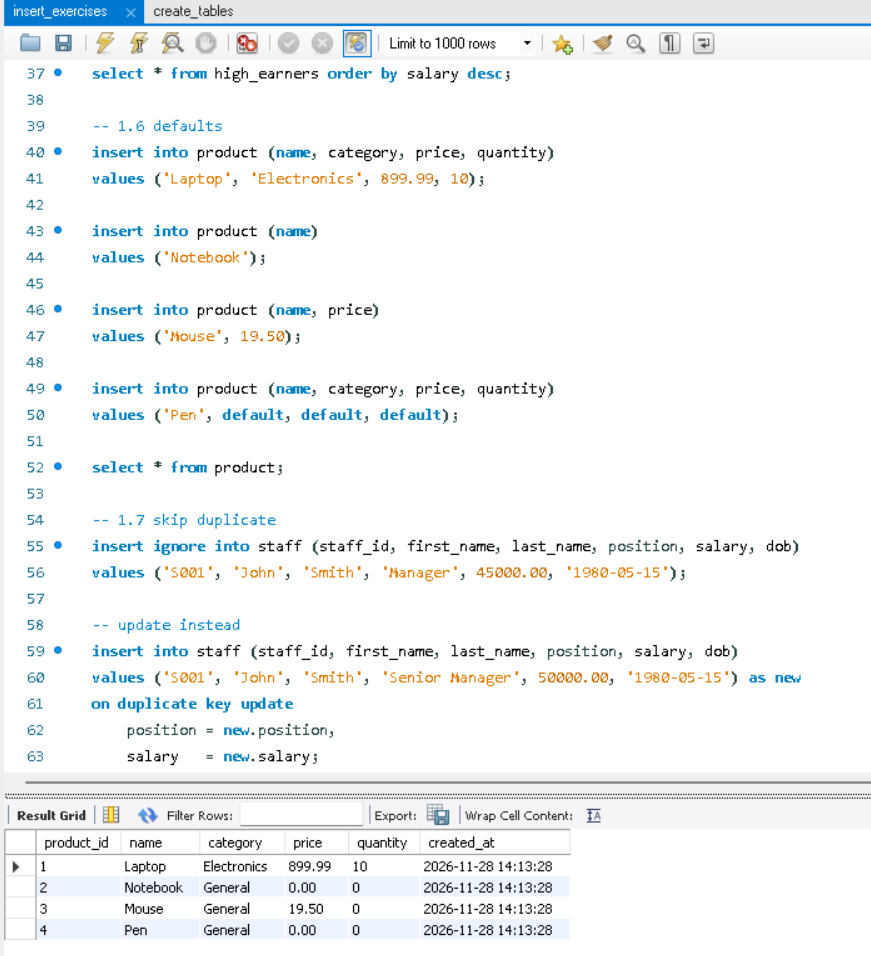 insert_exercises × create_tables
Limit to 1000 rows
37 select * from high_earners order by salary desc;
38
39 -- 1.6 defaults
40 insert into product (name, category, price, quantity)
41 values ('Laptop', 'Electronics', 899.99, 10);
42
43 insert into product (name)
44 values ('Notebook');
45
46 insert into product (name, price)
47 values ('Mouse', 19.50);
48
49 insert into product (name, category, price, quantity)
50 values ('Pen', default, default, default);
51
52 select * from product;
53
54 -- 1.7 skip duplicate
55 insert ignore into staff (staff_id, first_name, last_name, position, salary, dob)
56 values ('S001', 'John', 'Smith', 'Manager', 45000.00, '1980-05-15');
57
58 -- update instead
59 insert into staff (staff_id, first_name, last_name, position, salary, dob)
60 values ('S001', 'John', 'Smith', 'Senior Manager', 50000.00, '1980-05-15') as new
61 on duplicate key update
62 position = new.position,
63 salary = new.salary;
Result Grid Filter Rows: Export: Wrap Cell Content:
product_id name category price quantity created_at
1 Laptop Electronics 899.99 10 2026-11-28 14:13:28
2 Notebook General 0.00 0 2026-11-28 14:13:28
3 Mouse General 19.50 0 2026-11-28 14:13:28
4 Pen General 0.00 0 2026-11-28 14:13:28